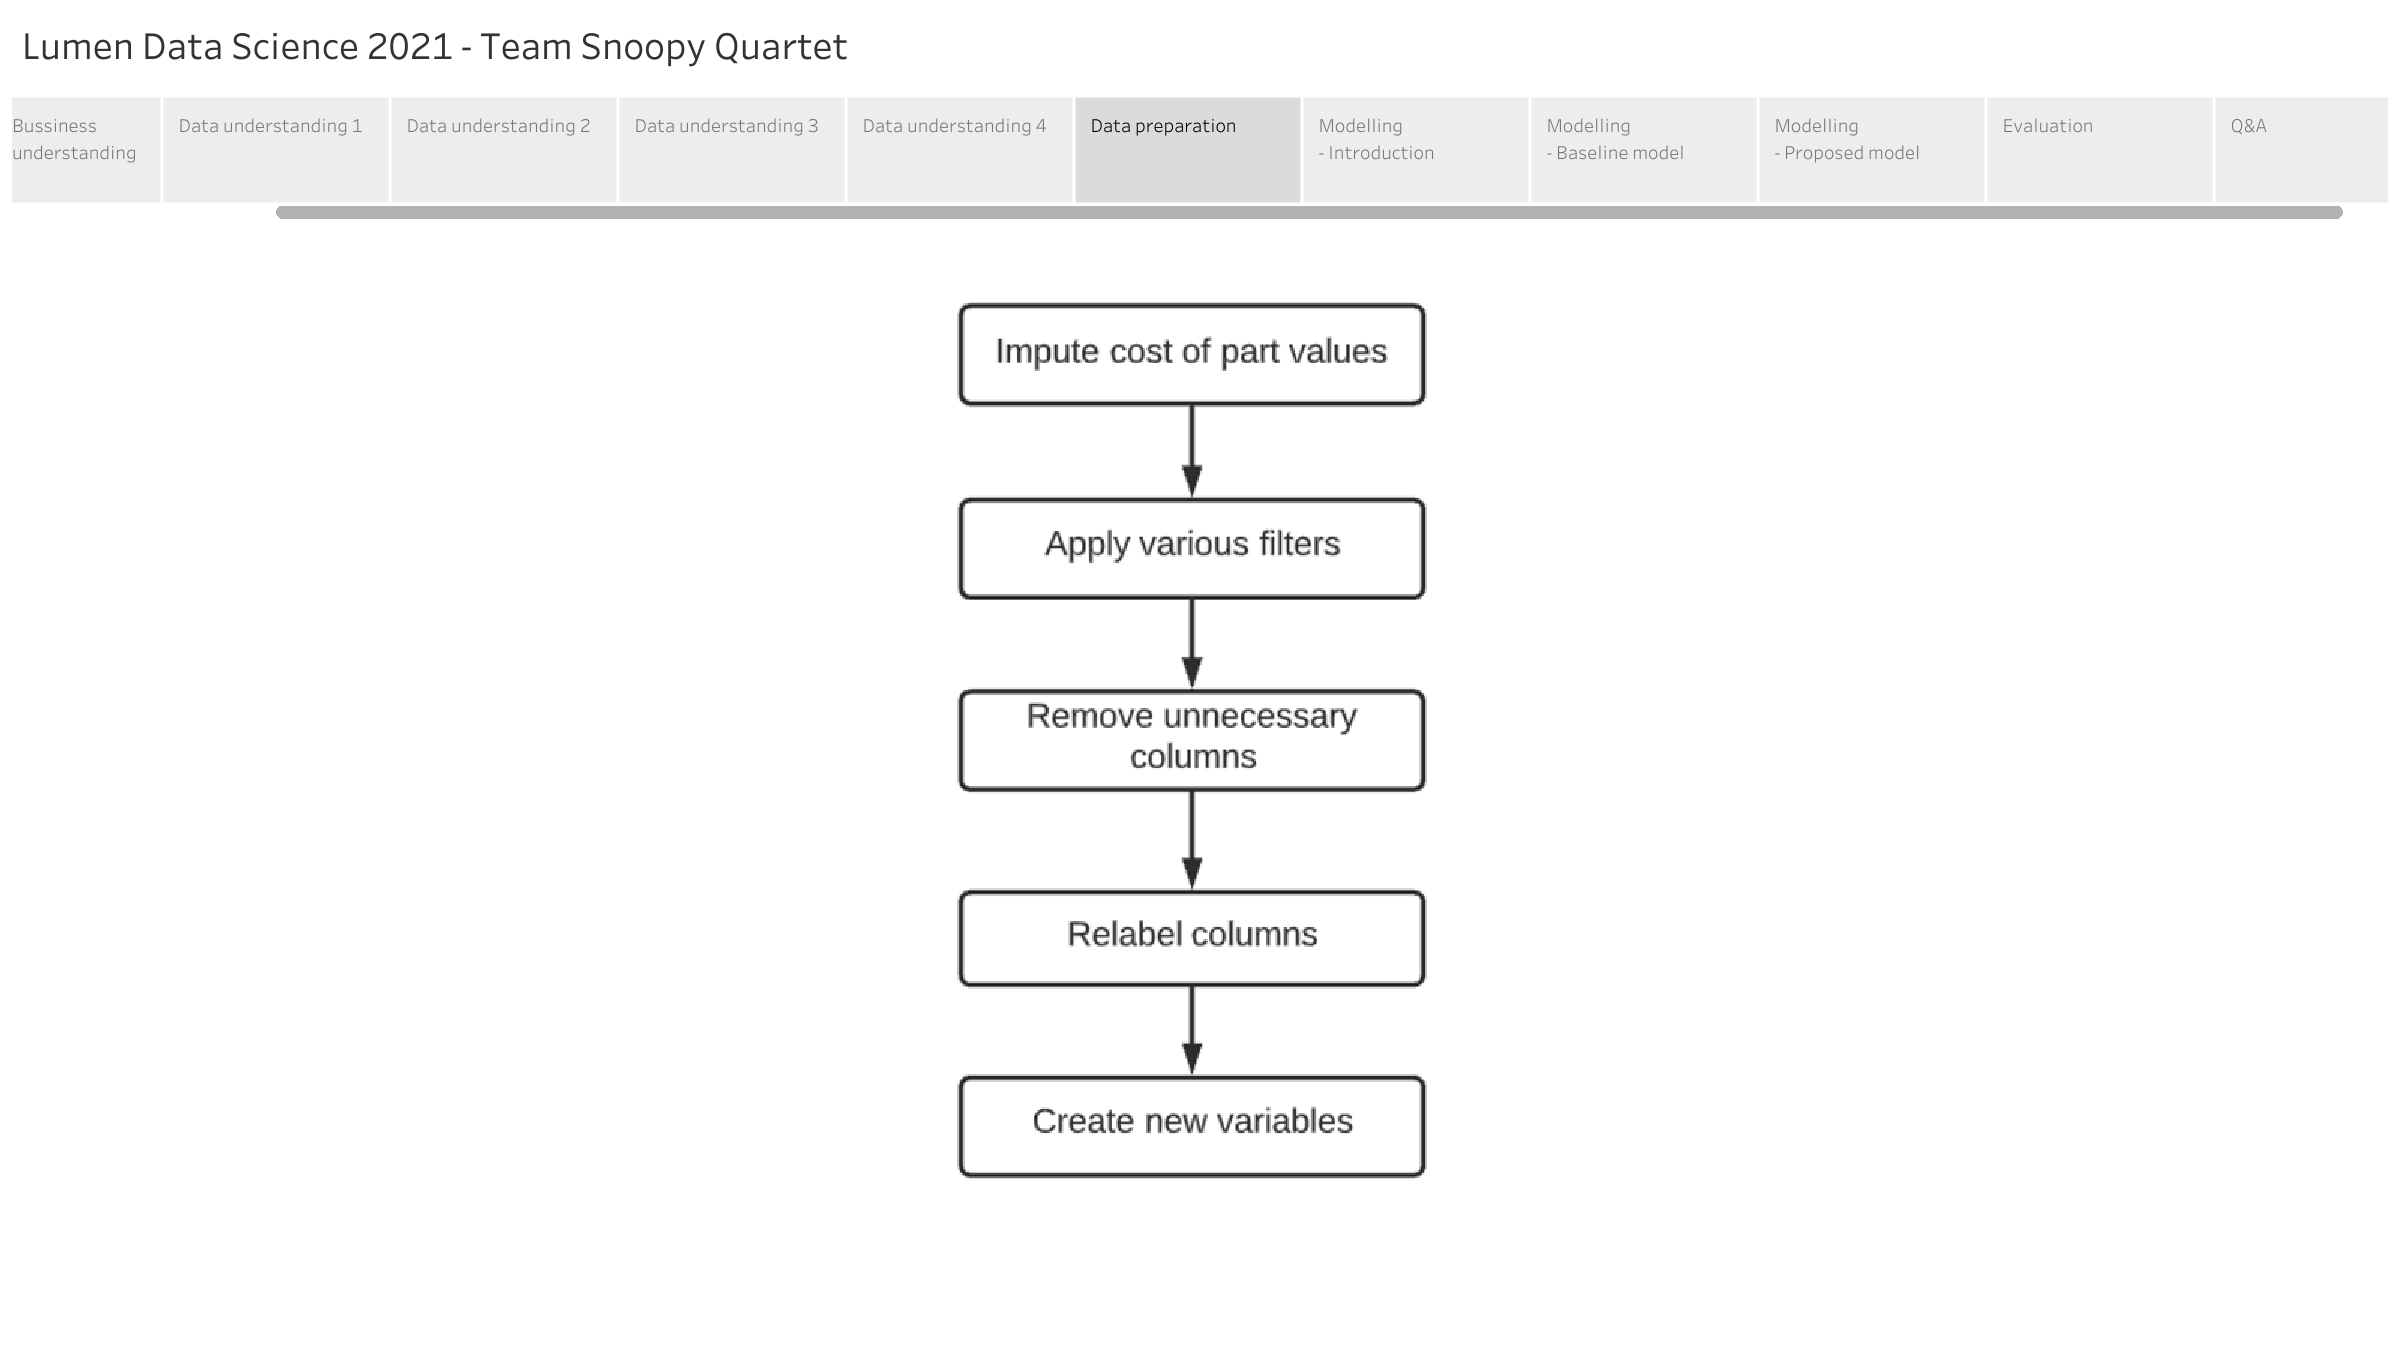 Lumen Data Science 2021 - Team Snoopy Quartet
Bussiness
understanding
Data understanding 1
Data understanding 2
Data understanding 3
Data understanding 4
Data preparation
Modelling
- Introduction
Modelling
- Baseline model
Modelling
- Proposed model
Evaluation
Q&A
Impute cost of part values
Apply various filters
Remove unnecessary
columns
Relabel columns
Create new variables